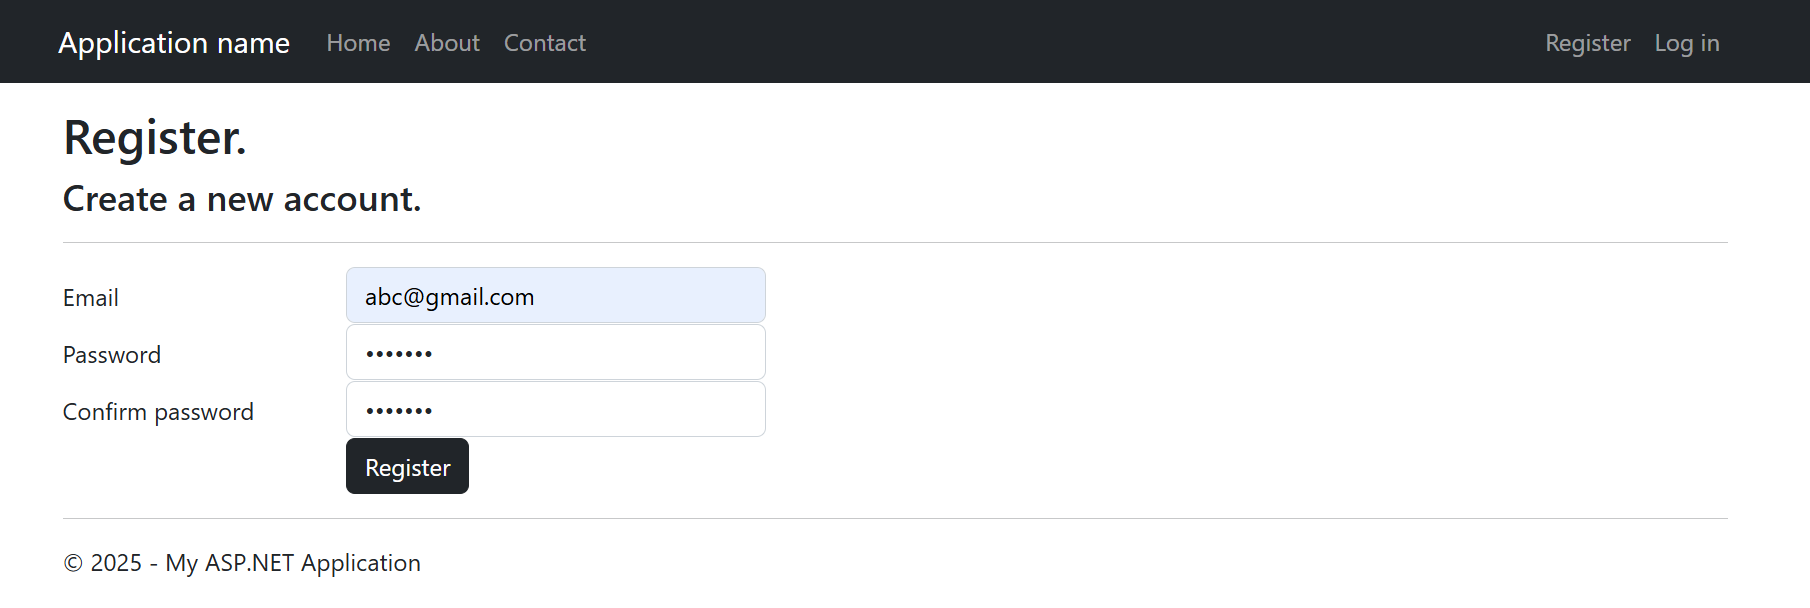 Application name Home About Contact Register Log in
Register.
Create a new account.
Email abc@gmail.com
Password •••••••
Confirm password •••••••
Register
© 2025 - My ASP.NET Application